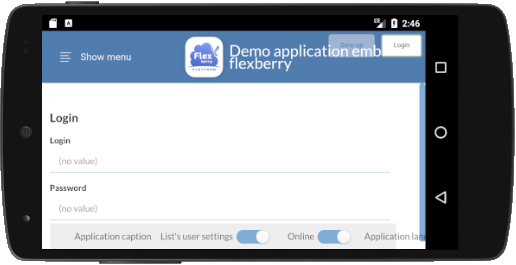 2:46
Show menu
Flex
berry
PLATFORM
Demo application emb
flexberry
Login
Login
Login
(no value)
Password
(no value)
Application caption List's user settings Online Application lang